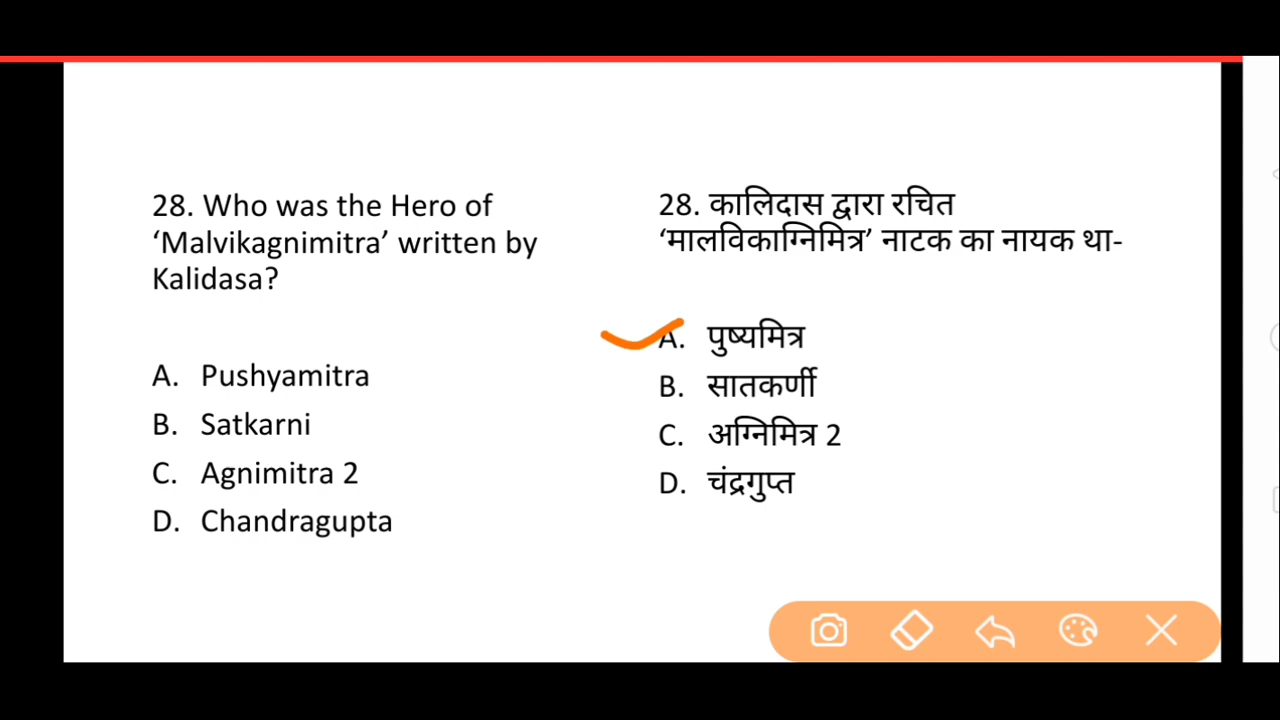 28. Who was the Hero of
‘Malvikagnimitra’ written by
Kalidasa?
A. Pushyamitra
B. Satkarni
C. Agnimitra 2
D. Chandragupta
28. कालिदास द्वारा रचित
‘मालविकाग्निमित्र’ नाटक का नायक था-
A. पुष्यमित्र
B. सातकर्णी
C. अग्निमित्र 2
D. चंद्रगुप्त